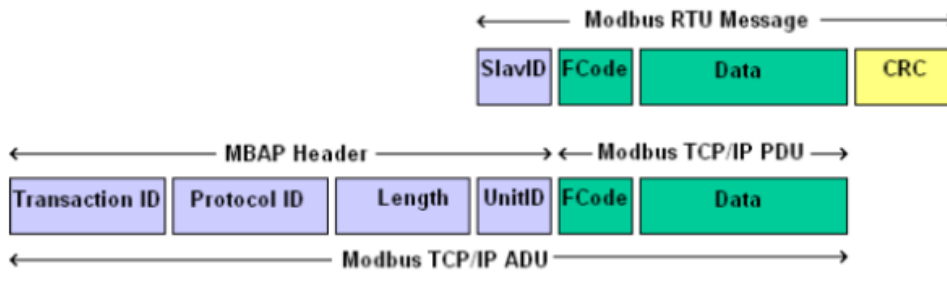 Modbus RTU Message
SlavID FCode Data CRC
MBAP Header Modbus TCP/IP PDU
Transaction ID Protocol ID Length UnitID FCode Data
Modbus TCP/IP ADU